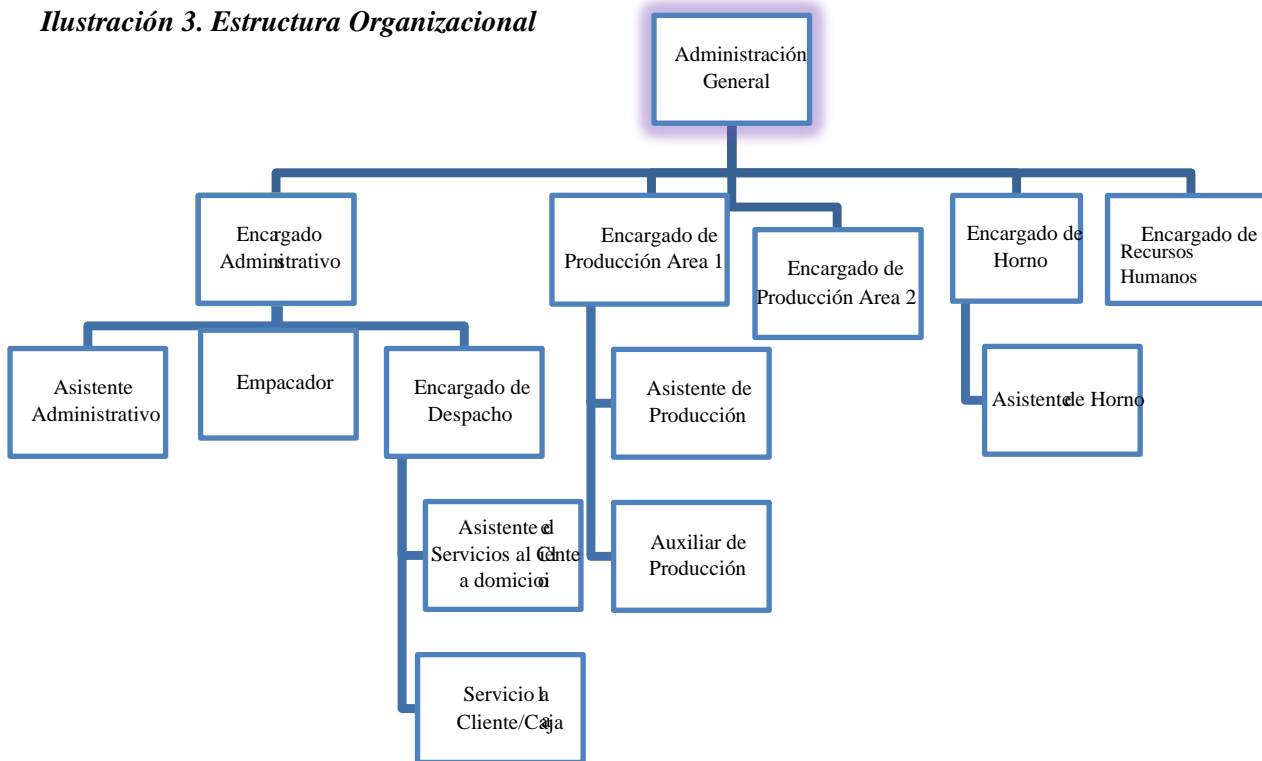 Ilustración 3. Estructura Organizacional
Administración
General
Encargado
Administrativo
Encargado de
Producción Area 1
Encargado de
Producción Area 2
Encargado de
Horno
Encargado de
Recursos
Humanos
Asistente
Administrativo
Empacador
Encargado de
Despacho
Asistente de
Producción
Asistente de Horno
Asistente de
Servicios al Cliente
a domicicio
Auxiliar de
Producción
Servicio la
Cliente/Caja